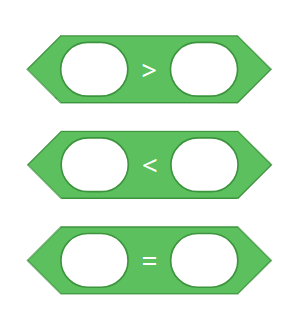 >
<
=